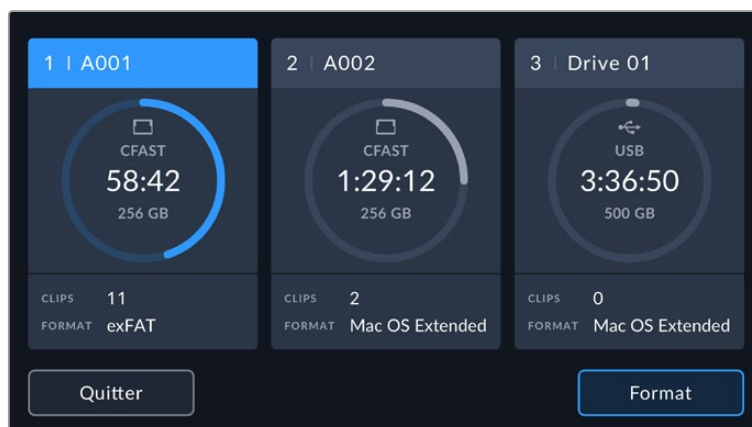 1 | A001
CFAST
58:42
256 GB
CLIPS 11
FORMAT exFAT
2 | A002
CFAST
1:29:12
256 GB
CLIPS 2
FORMAT Mac OS Extended
3 | Drive 01
USB
3:36:50
500 GB
CLIPS 0
FORMAT Mac OS Extended
Quitter
Format